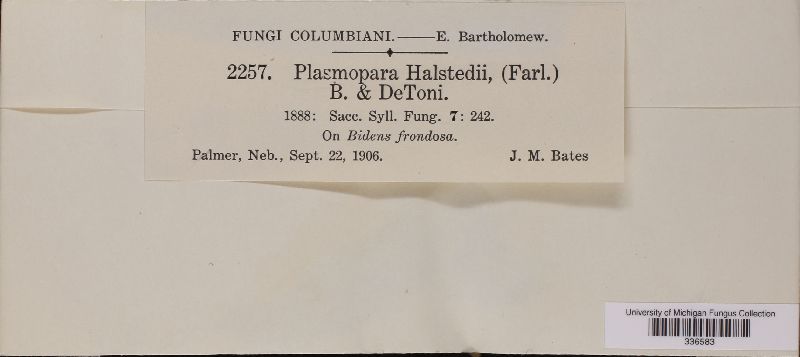 FUNGI COLUMBIANI.——E. Bartholomew.
2257. Plasmopara Halstedii, (Farl.)
B. & DeToni.
1888: Sacc. Syll. Fung. 7: 242.
On Bidens frondosa.
Palmer, Neb., Sept. 22, 1906. J. M. Bates
University of Michigan Fungus Collection
336583